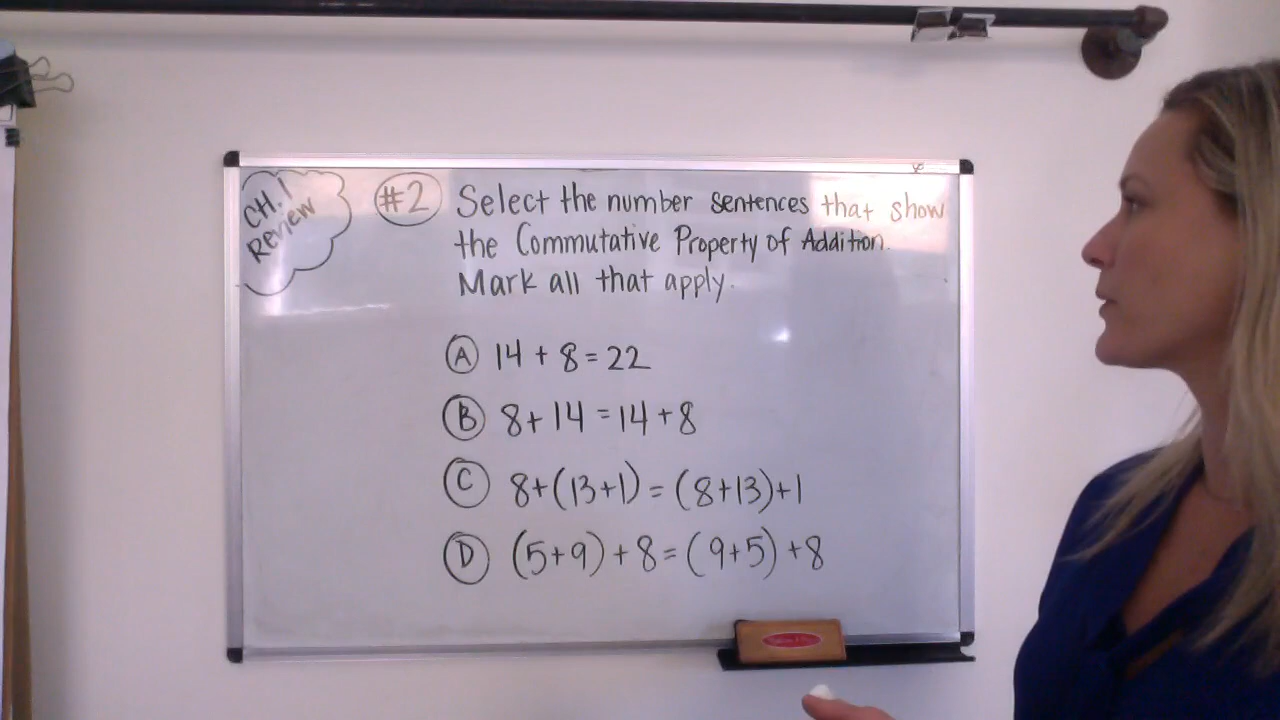 CH. 1
Review
#2 Select the number sentences that show
the Commutative Property of Addition.
Mark all that apply.
A 14 + 8 = 22
B 8 + 14 = 14 + 8
C 8+(13+1) = (8+13)+1
D (5+9)+8=(9+5)+8